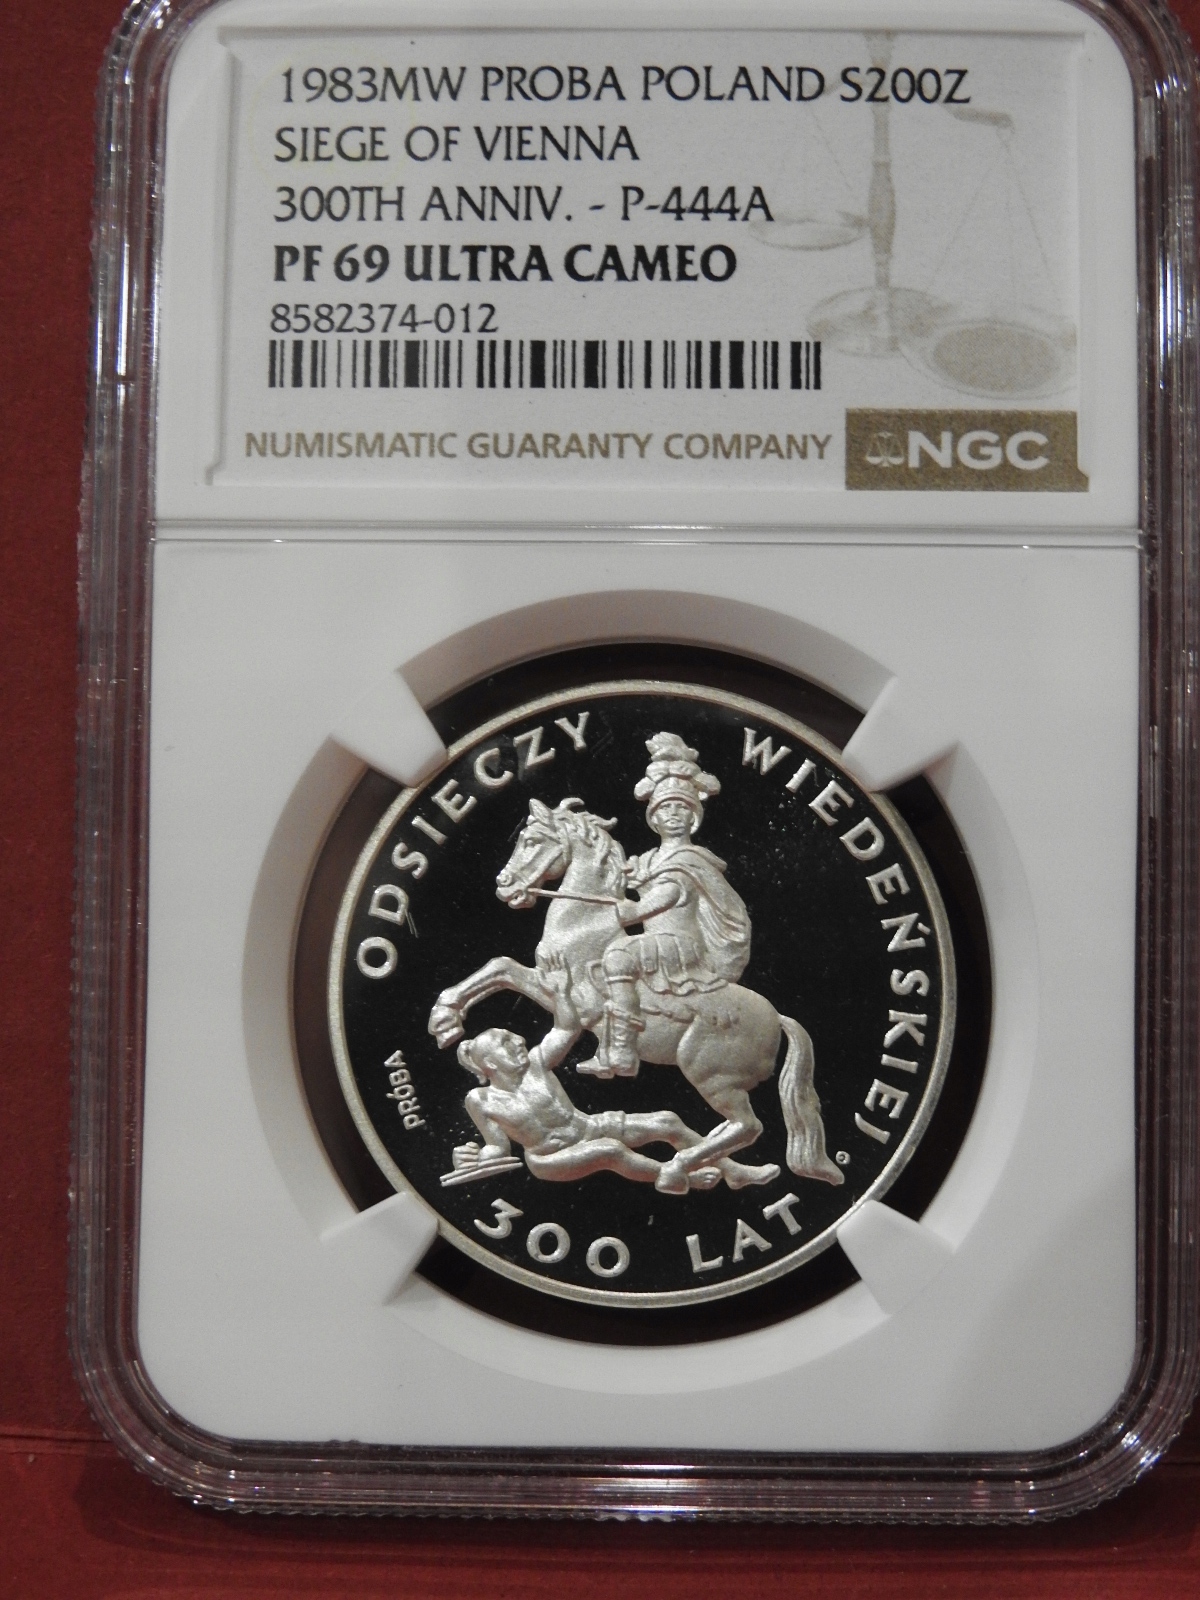 1983MW PROBA POLAND S200Z
SIEGE OF VIENNA
300TH ANNIV. - P-444A
PF 69 ULTRA CAMEO
8582374-012
NUMISMATIC GUARANTY COMPANY NGC
ODSIECZY WIEDEŃSKIEJ
PRÓBA
300 LAT